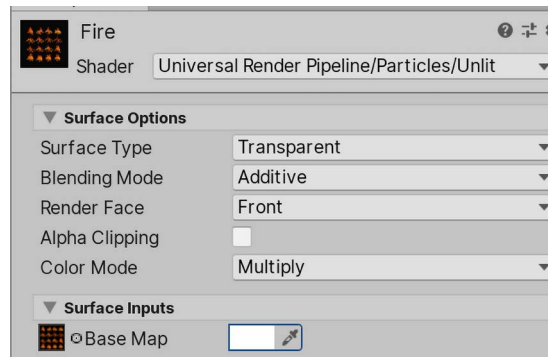 Fire
Shader Universal Render Pipeline/Particles/Unlit
Surface Options
Surface Type Transparent
Blending Mode Additive
Render Face Front
Alpha Clipping
Color Mode Multiply
Surface Inputs
Base Map